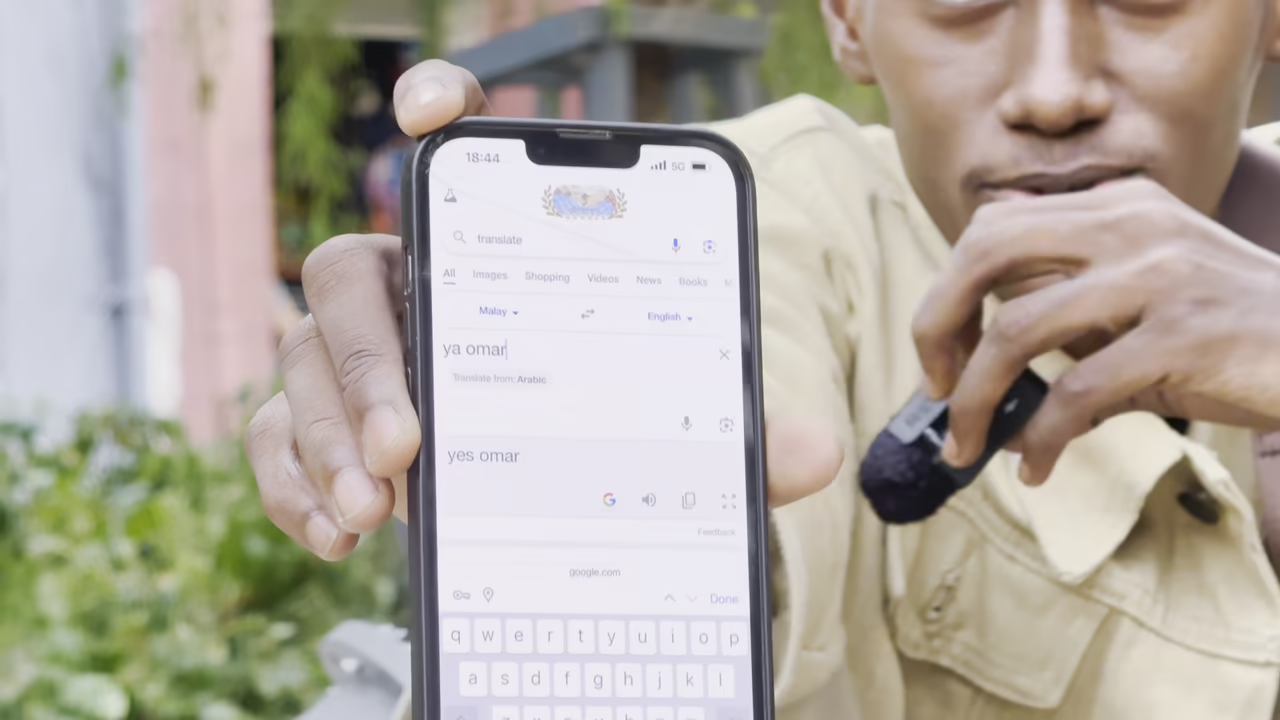 18:44
5G
translate
All Images Shopping Videos News Books M
Malay English
ya omar
Translate from: Arabic
yes omar
G
Feedback
google.com
Done
q w e r t y u i o p
a s d f g h j k l